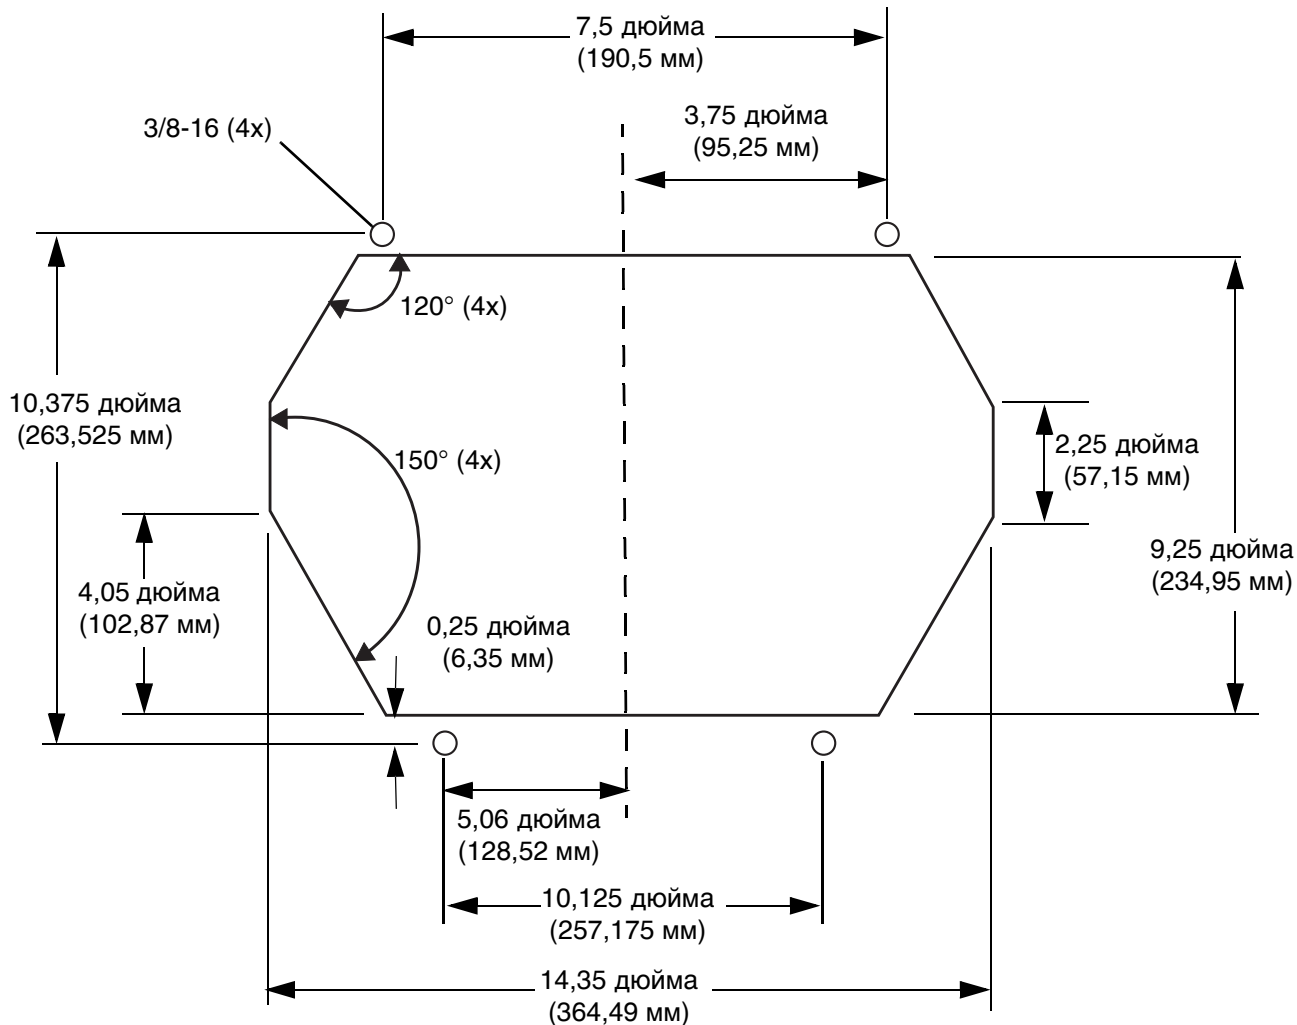 7,5 дюйма
(190,5 мм)
3,75 дюйма
(95,25 мм)
3/8-16 (4x)
120° (4x)
10,375 дюйма
(263,525 мм)
150° (4x)
2,25 дюйма
(57,15 мм)
9,25 дюйма
(234,95 мм)
4,05 дюйма
(102,87 мм)
0,25 дюйма
(6,35 мм)
5,06 дюйма
(128,52 мм)
10,125 дюйма
(257,175 мм)
14,35 дюйма
(364,49 мм)